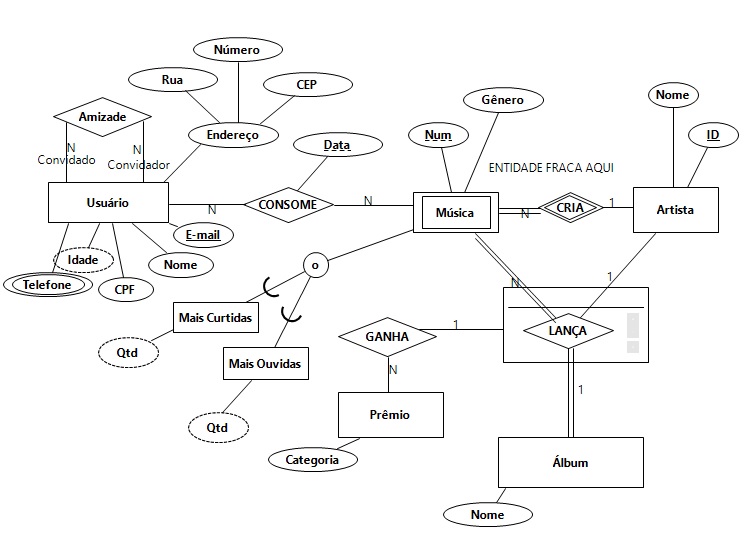 Número
Rua
CEP
Nome
Gênero
Amizade
Endereço
Num
ID
Data
N
Convidado
N
Convidador
ENTIDADE FRACA AQUI
Usuário
N
CONSOME
N
Música
N
CRIA
1
Artista
E-mail
Idade
Nome
Telefone
CPF
o
N
1
Mais Curtidas
GANHA
1
LANÇA
Qtd
Mais Ouvidas
N
1
Prêmio
Qtd
Categoria
Álbum
Nome